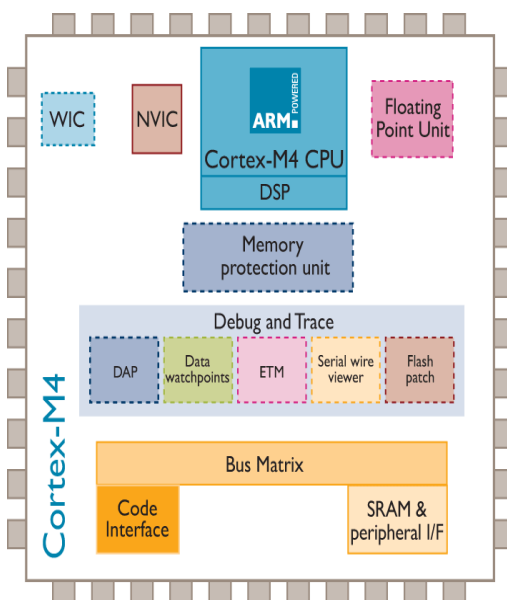 WIC
NVIC
ARM
POWERED
Cortex-M4 CPU
DSP
Floating
Point Unit
Memory
protection unit
Debug and Trace
DAP
Data
watchpoints
ETM
Serial wire
viewer
Flash
patch
Cortex-M4
Bus Matrix
Code
Interface
SRAM &
peripheral I/F